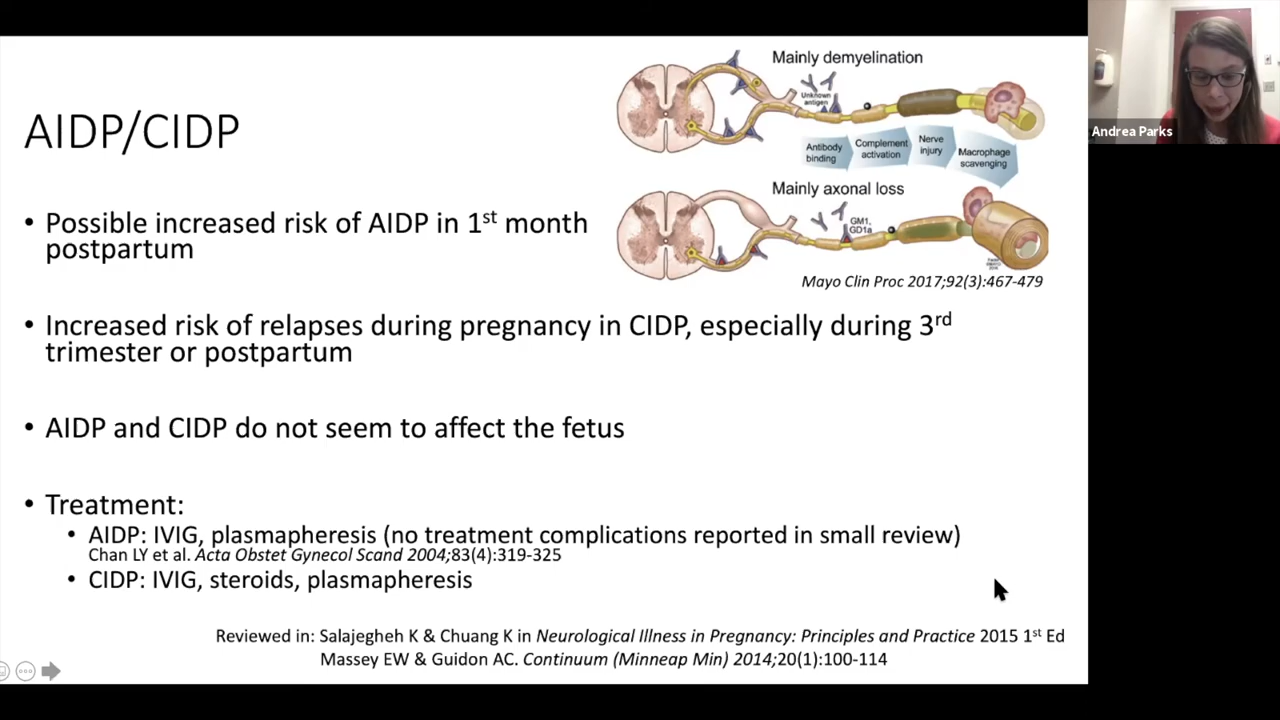 AIDP/CIDP
Mainly demyelination
Unknown
antigen
Antibody
binding
Complement
activation
Nerve
injury
Macrophage
scavenging
Mainly axonal loss
GM1,
GD1a
Mayo Clin Proc 2017;92(3):467-479
Andrea Parks
• Possible increased risk of AIDP in 1st month
postpartum
• Increased risk of relapses during pregnancy in CIDP, especially during 3rd
trimester or postpartum
• AIDP and CIDP do not seem to affect the fetus
• Treatment:
• AIDP: IVIG, plasmapheresis (no treatment complications reported in small review)
Chan LY et al. Acta Obstet Gynecol Scand 2004;83(4):319-325
• CIDP: IVIG, steroids, plasmapheresis
Reviewed in: Salajegheh K & Chuang K in Neurological Illness in Pregnancy: Principles and Practice 2015 1st Ed
Massey EW & Guidon AC. Continuum (Minneap Min) 2014;20(1):100-114